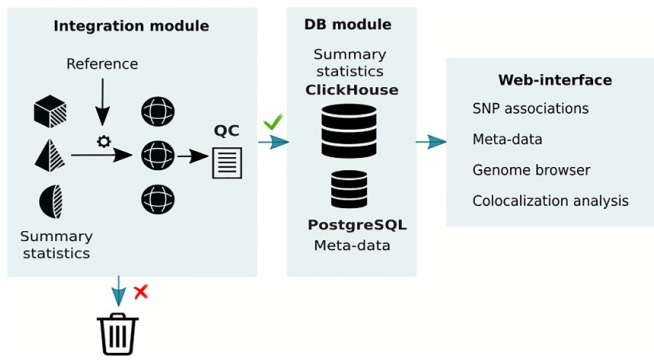 Integration module
Reference
QC
Summary
statistics
DB module
Summary
statistics
ClickHouse
PostgreSQL
Meta-data
Web-interface
SNP associations
Meta-data
Genome browser
Colocalization analysis